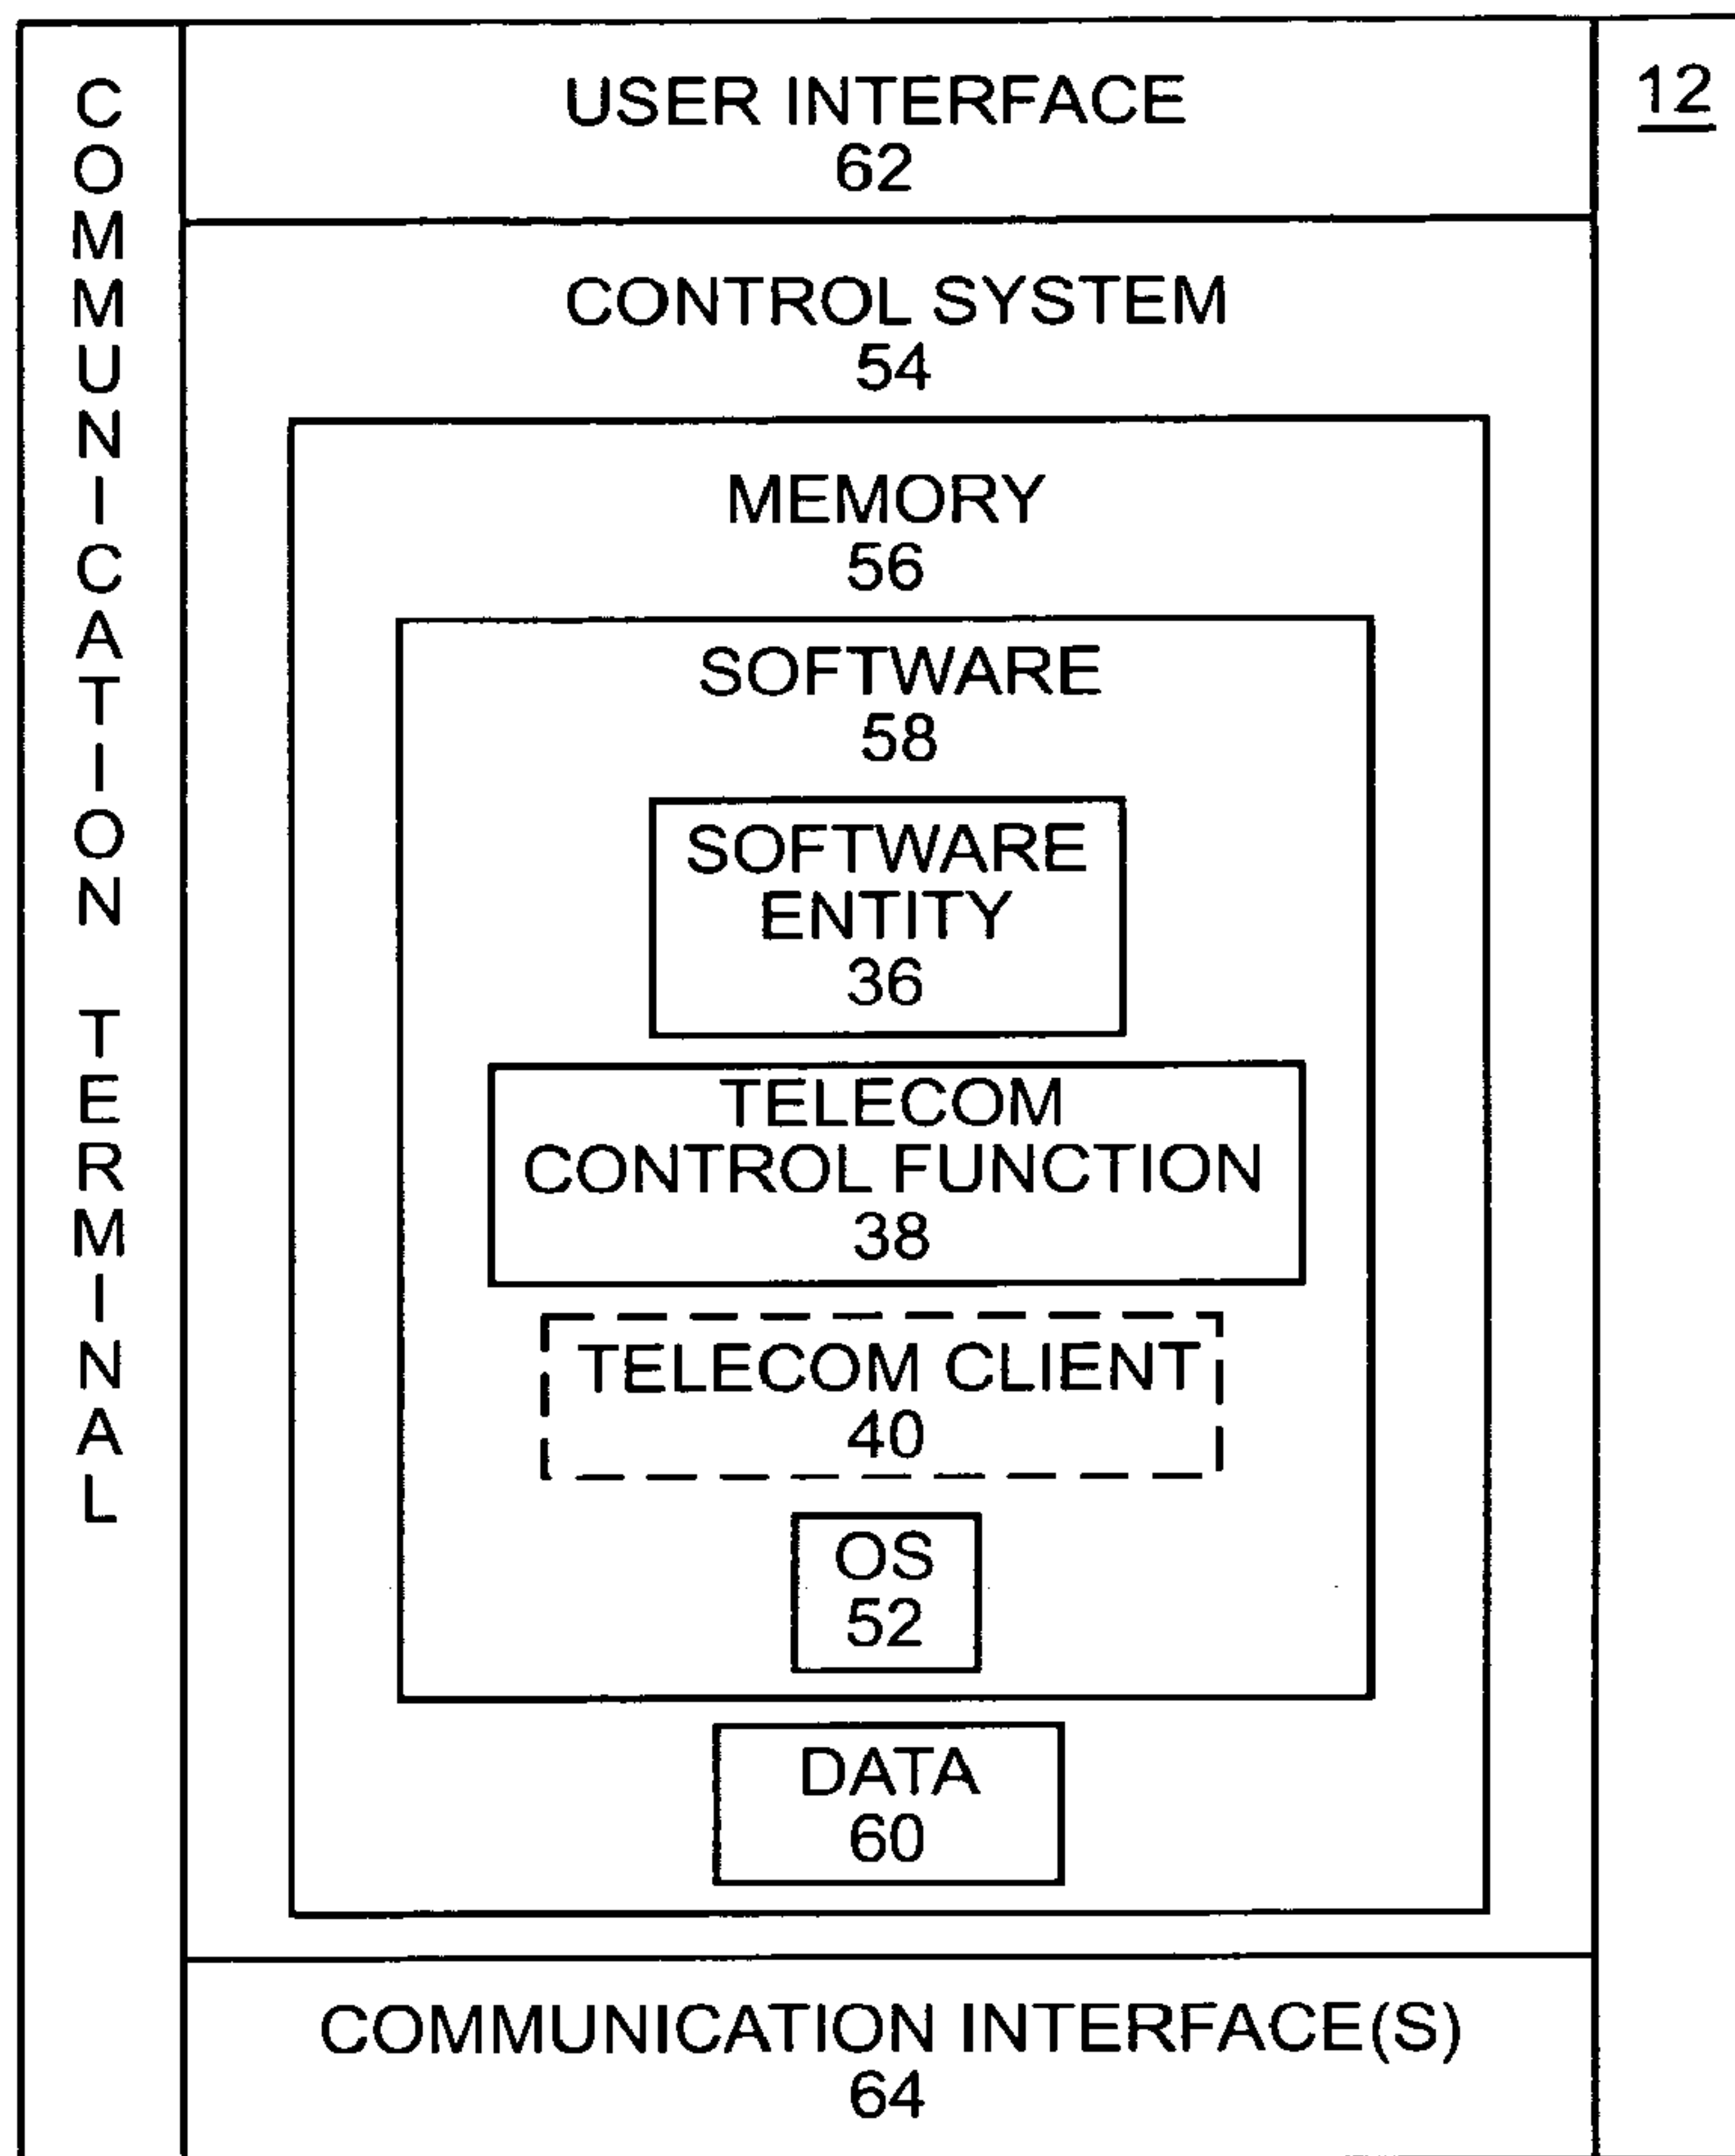 COMMUNICATION TERMINAL
USER INTERFACE
62
12
CONTROL SYSTEM
54
MEMORY
56
SOFTWARE
58
SOFTWARE
ENTITY
36
TELECOM
CONTROL FUNCTION
38
TELECOM CLIENT
40
OS
52
DATA
60
COMMUNICATION INTERFACE(S)
64